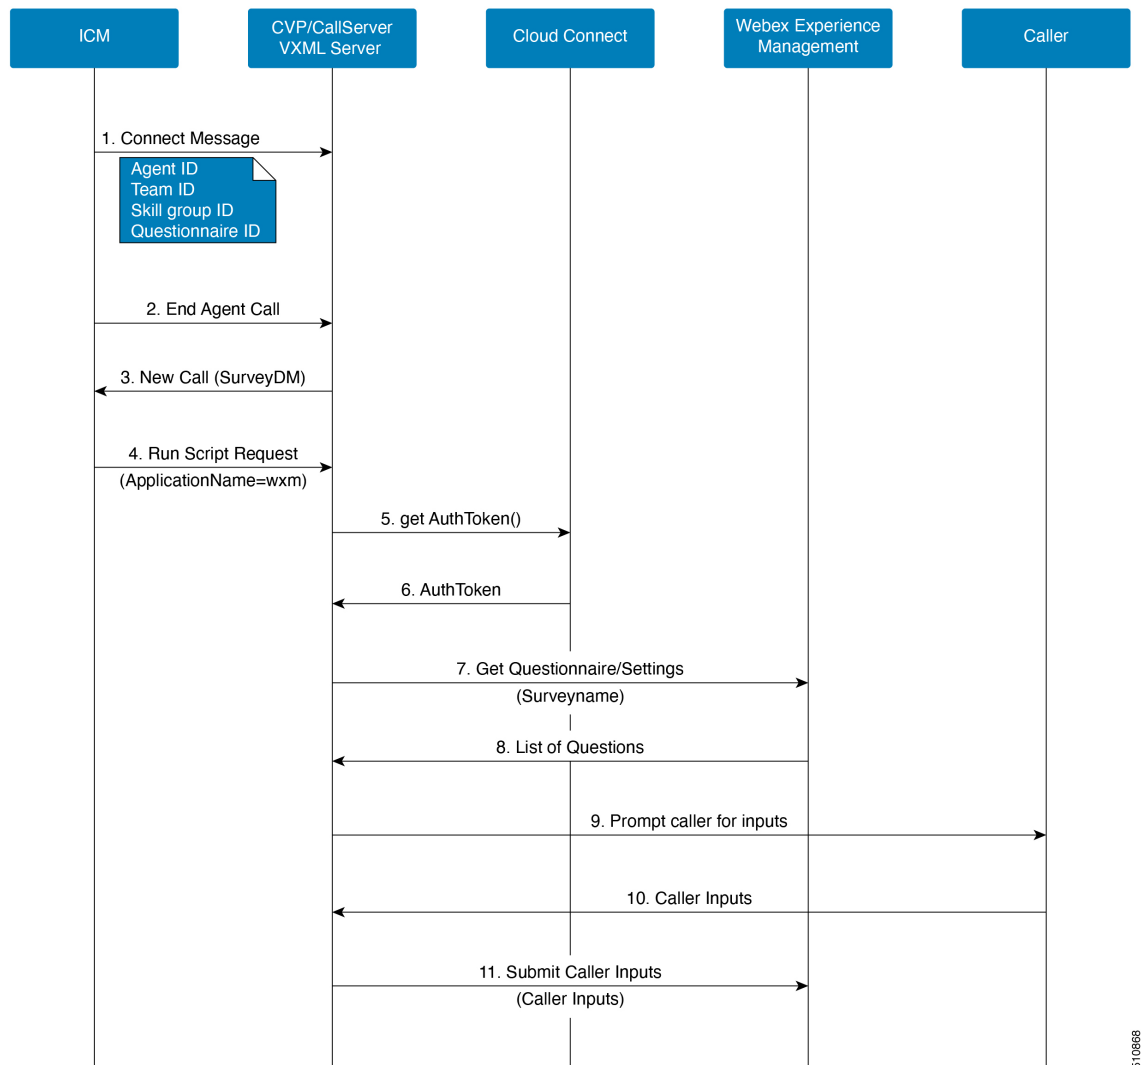 ICM
CVP/CallServer
VXML Server
Cloud Connect
Webex Experience
Management
Caller
1. Connect Message
Agent ID
Team ID
Skill group ID
Questionnaire ID
2. End Agent Call
3. New Call (SurveyDM)
4. Run Script Request
(ApplicationName=wxm)
5. get AuthToken()
6. AuthToken
7. Get Questionnaire/Settings
(Surveyname)
8. List of Questions
9. Prompt caller for inputs
10. Caller Inputs
11. Submit Caller Inputs
(Caller Inputs)
510868